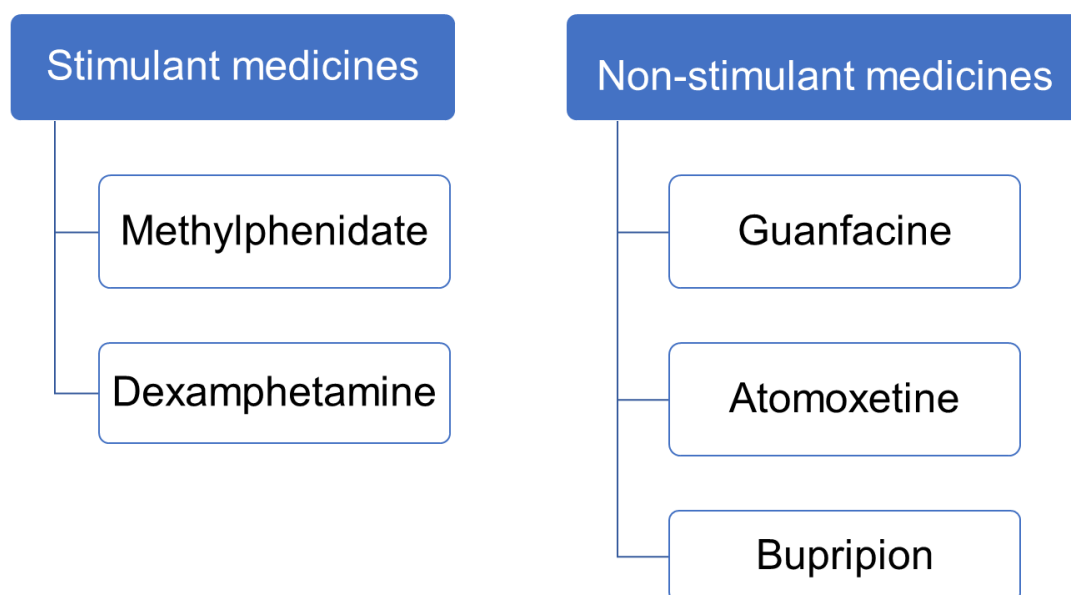 Stimulant medicines
Methylphenidate
Dexamphetamine
Non-stimulant medicines
Guanfacine
Atomoxetine
Bupripion